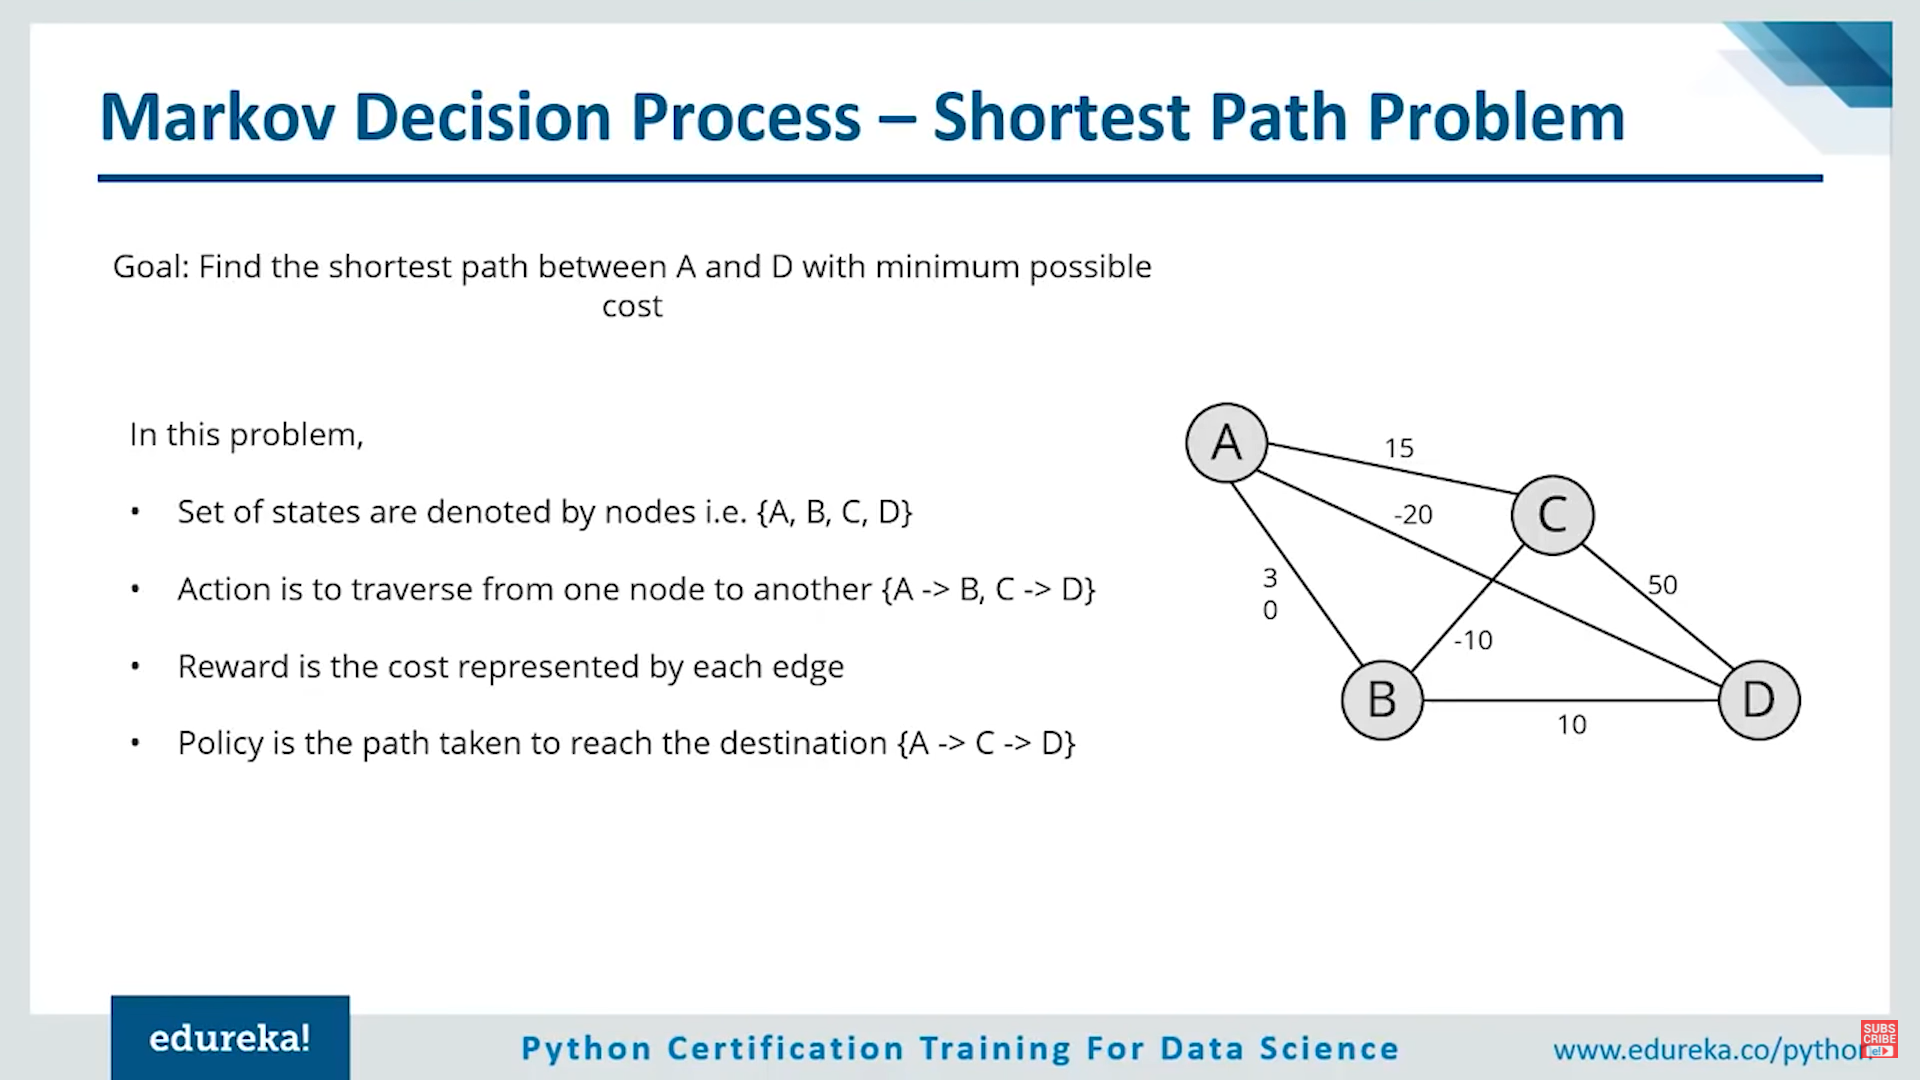 Markov Decision Process – Shortest Path Problem
Goal: Find the shortest path between A and D with minimum possible
cost
In this problem,
• Set of states are denoted by nodes i.e. {A, B, C, D}
• Action is to traverse from one node to another {A -> B, C -> D}
• Reward is the cost represented by each edge
• Policy is the path taken to reach the destination {A -> C -> D}
A
15
C
-20
3
0
50
-10
B
D
10
edureka!
Python Certification Training For Data Science
www.edureka.co/python
SUBS
CRIBE
e!